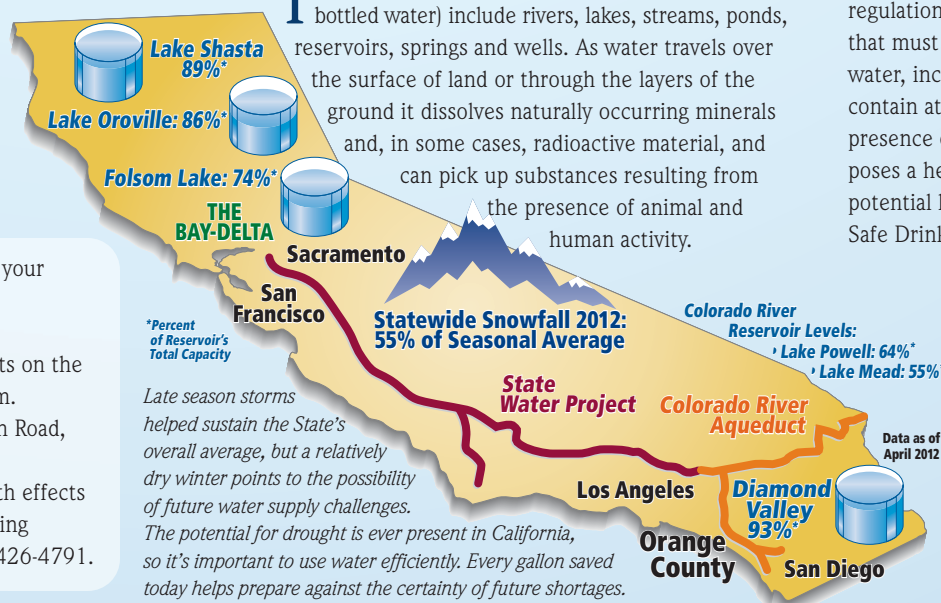 bottled water) include rivers, lakes, streams, ponds,
reservoirs, springs and wells. As water travels over
the surface of land or through the layers of the
ground it dissolves naturally occurring minerals
and, in some cases, radioactive material, and
can pick up substances resulting from
the presence of animal and
human activity.
regulation
that must
water, inc
contain at
presence
poses a he
potential
Safe Drink
Lake Shasta
89%*
Lake Oroville: 86%*
Folsom Lake: 74%*
THE
BAY-DELTA
Sacramento
San
Francisco
*Percent
of Reservoir's
Total Capacity
your
ts on the
n Road,
th effects
ing
426-4791.
Statewide Snowfall 2012:
55% of Seasonal Average
Colorado River
Reservoir Levels:
› Lake Powell: 64%*
› Lake Mead: 55%*
Late season storms
helped sustain the State's
overall average, but a relatively
dry winter points to the possibility
of future water supply challenges.
The potential for drought is ever present in California,
so it's important to use water efficiently. Every gallon saved
today helps prepare against the certainty of future shortages.
State
Water Project
Colorado River
Aqueduct
Data as of
April 2012
Los Angeles
Diamond
Valley
93%*
Orange
County
San Diego